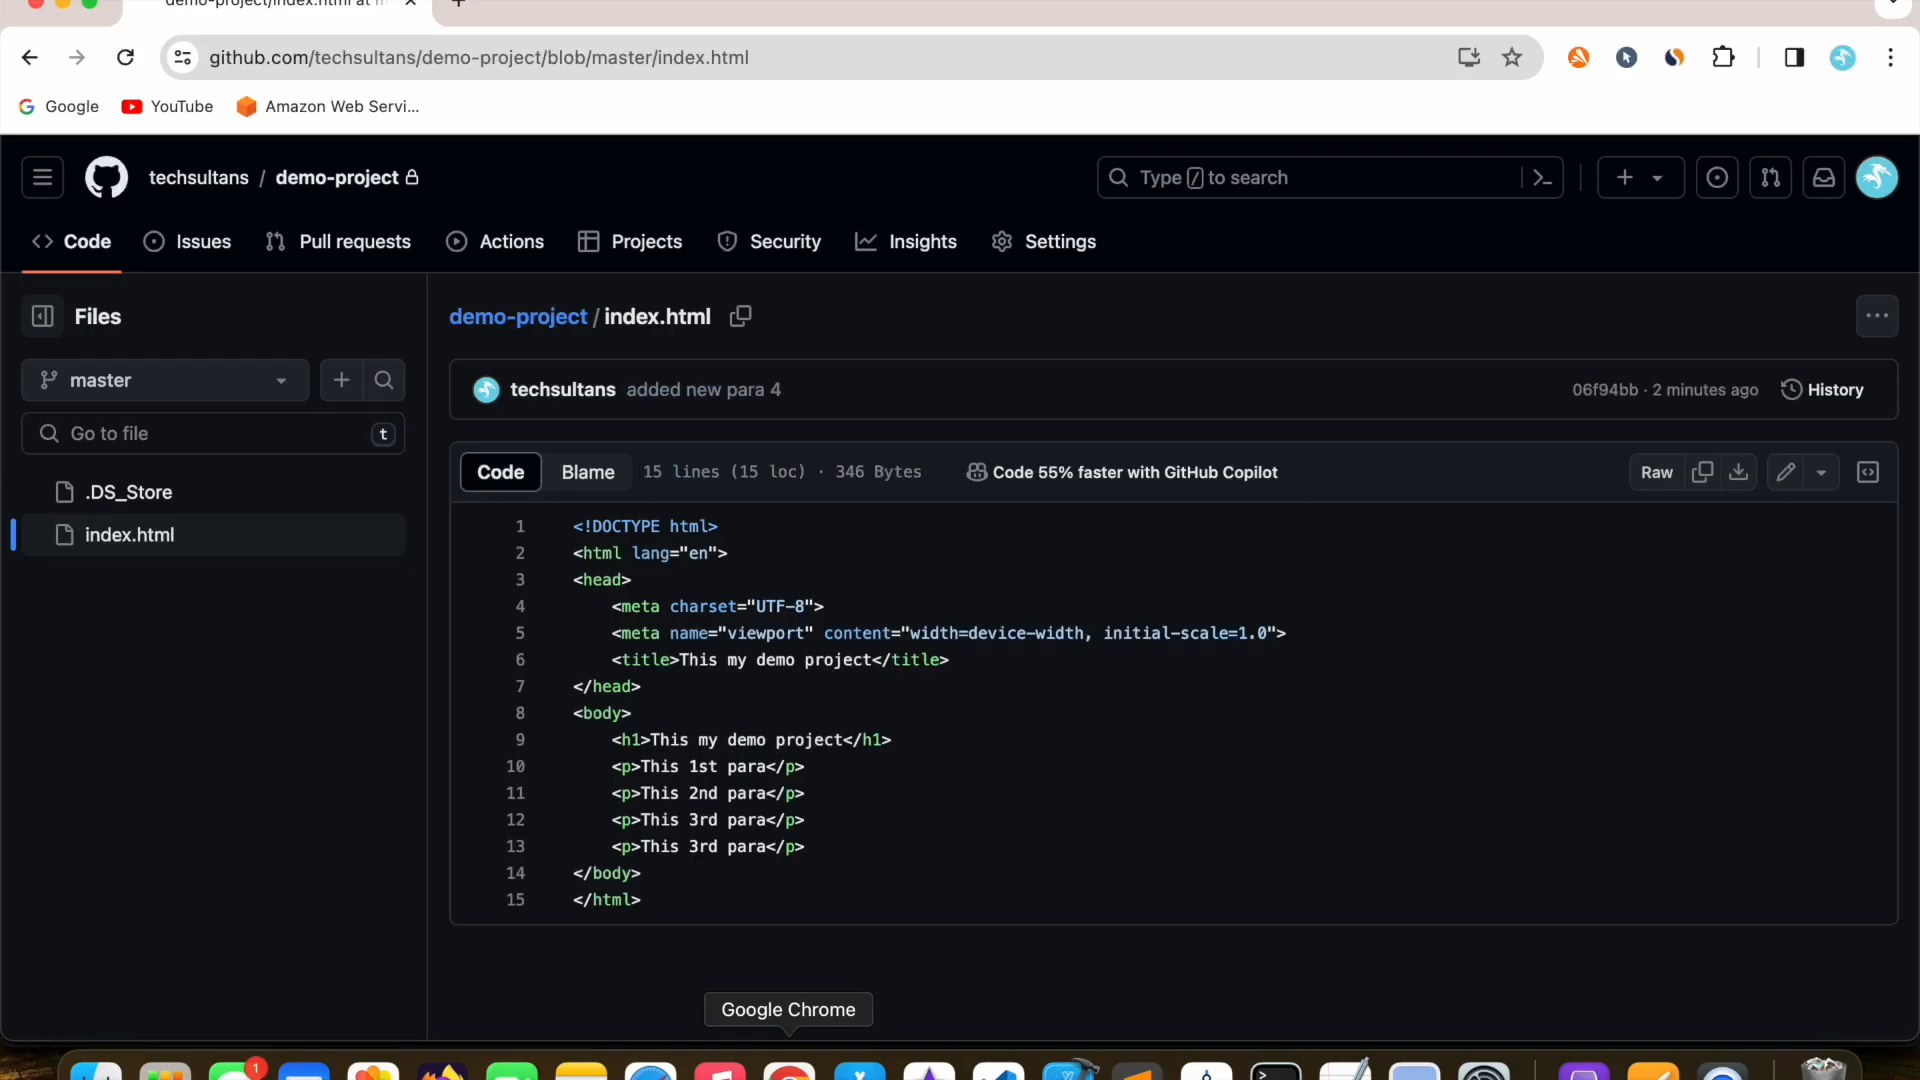 demo-project/index.html at m
github.com/techsultans/demo-project/blob/master/index.html
Google YouTube Amazon Web Servi...
techsultans / demo-project
Type / to search
Code Issues Pull requests Actions Projects Security Insights Settings
Files
master
Go to file t
.DS_Store
index.html
demo-project / index.html
techsultans added new para 4 06f94bb · 2 minutes ago History
Code Blame 15 lines (15 loc) · 346 Bytes Code 55% faster with GitHub Copilot Raw
1 <!DOCTYPE html>
2 <html lang="en">
3 <head>
4 <meta charset="UTF-8">
5 <meta name="viewport" content="width=device-width, initial-scale=1.0">
6 <title>This my demo project</title>
7 </head>
8 <body>
9 <h1>This my demo project</h1>
10 <p>This 1st para</p>
11 <p>This 2nd para</p>
12 <p>This 3rd para</p>
13 <p>This 3rd para</p>
14 </body>
15 </html>
Google Chrome
1